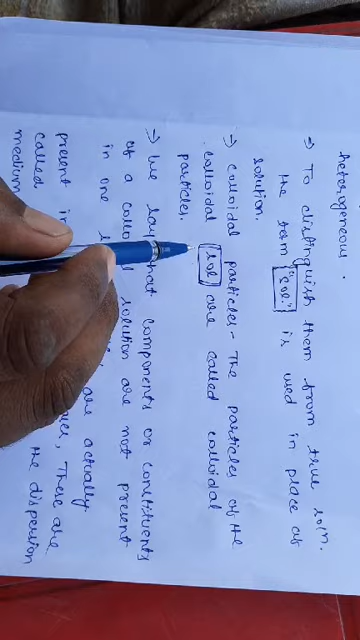 heterogeneous.
→ To distinguish them from true soln.
the term "sol" is used in place of
solution.
→ colloidal particles - The particles of the
colloidal sol are called colloidal
particles.
→ We say that components or constituents
of a solution are not present
in one are actually
present in There are
called the dispersion
medium